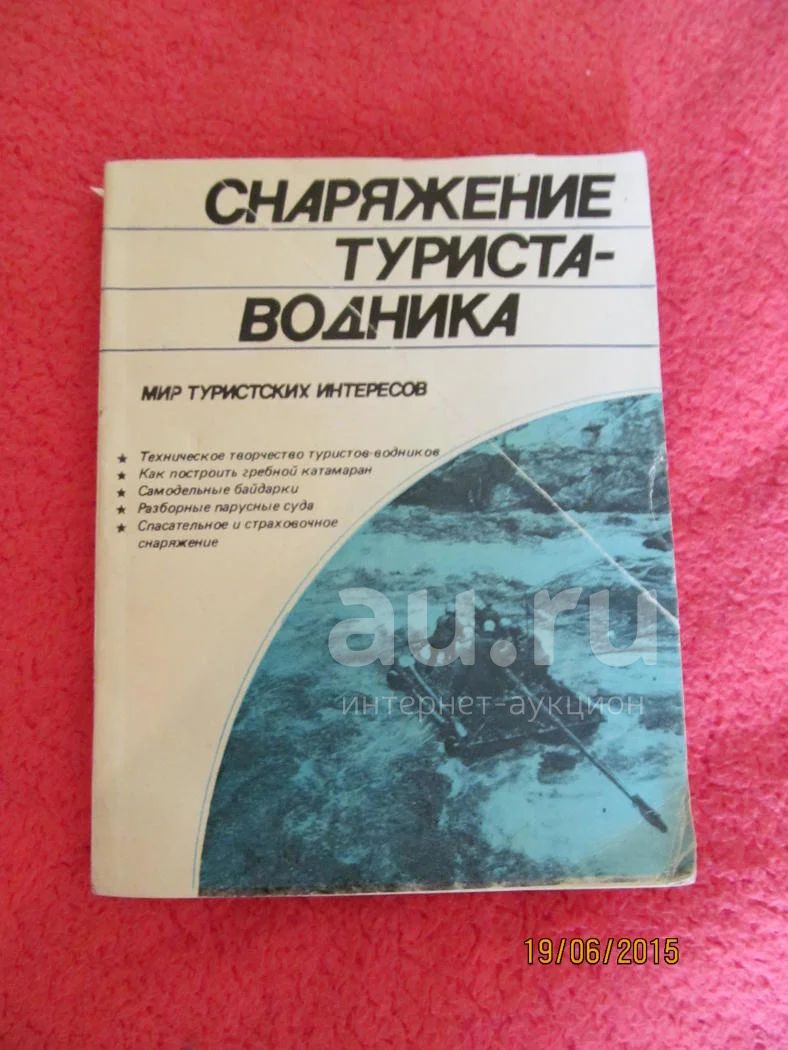 СНАРЯЖЕНИЕ
ТУРИСТА-
ВОДНИКА
МИР ТУРИСТСКИХ ИНТЕРЕСОВ
★ Техническое творчество туристов-водников
★ Как построить гребной катамаран
★ Самодельные байдарки
★ Разборные парусные суда
★ Спасательное и страховочное
снаряжение
au.ru
интернет-аукцион
19/06/2015